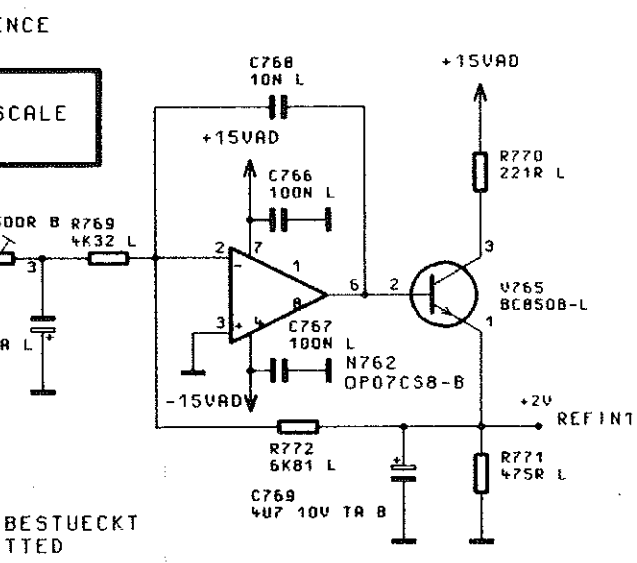 ENCE
SCALE
C768
10N L
+15VAD
+15VAD
C766
100N L
R770
221R L
500R B
R769
4K32 L
3
2
7
1
8
6
2
3
V765
BC850B-L
1
3
4
A L
C767
100N L
N762
OP07CS8-B
-15VAD
+2V
REFINT
R772
6K81 L
R771
475R L
C769
4U7 10V TA B
BESTUECKT
TTED